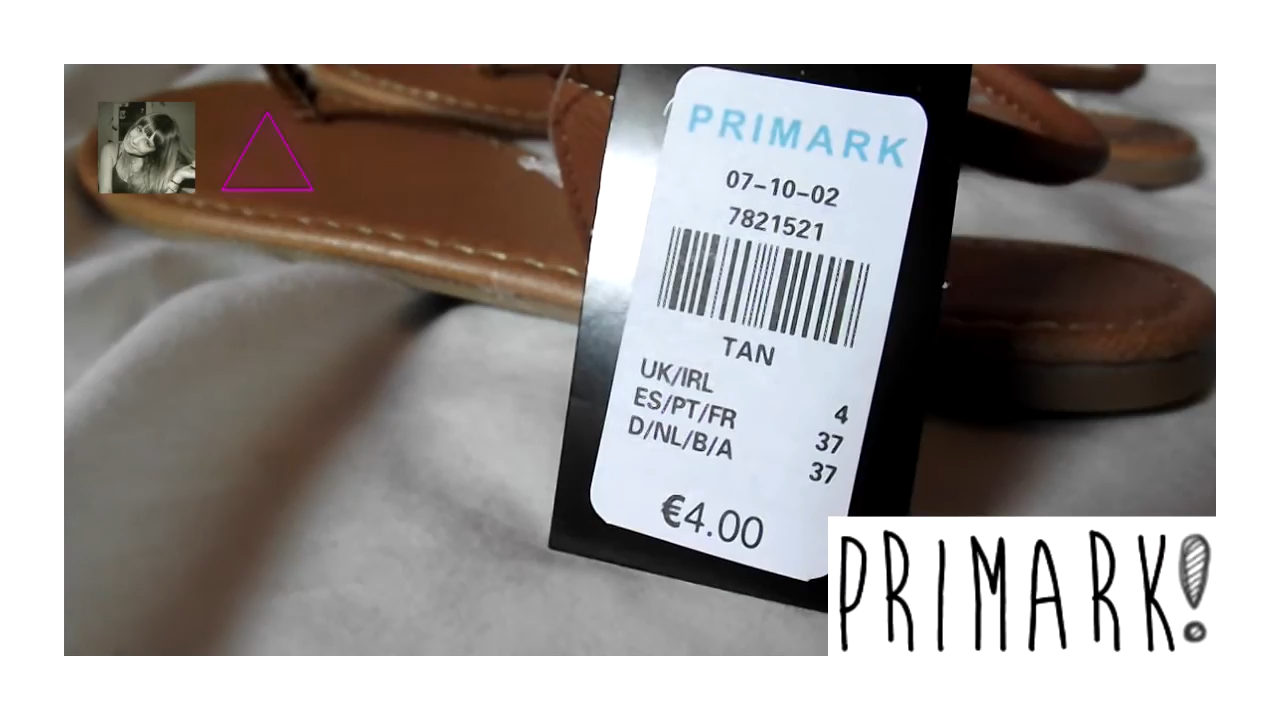 PRIMARK
07-10-02
7821521
TAN
UK/IRL 4
ES/PT/FR 37
D/NL/B/A 37
€4.00
PRIMARK!